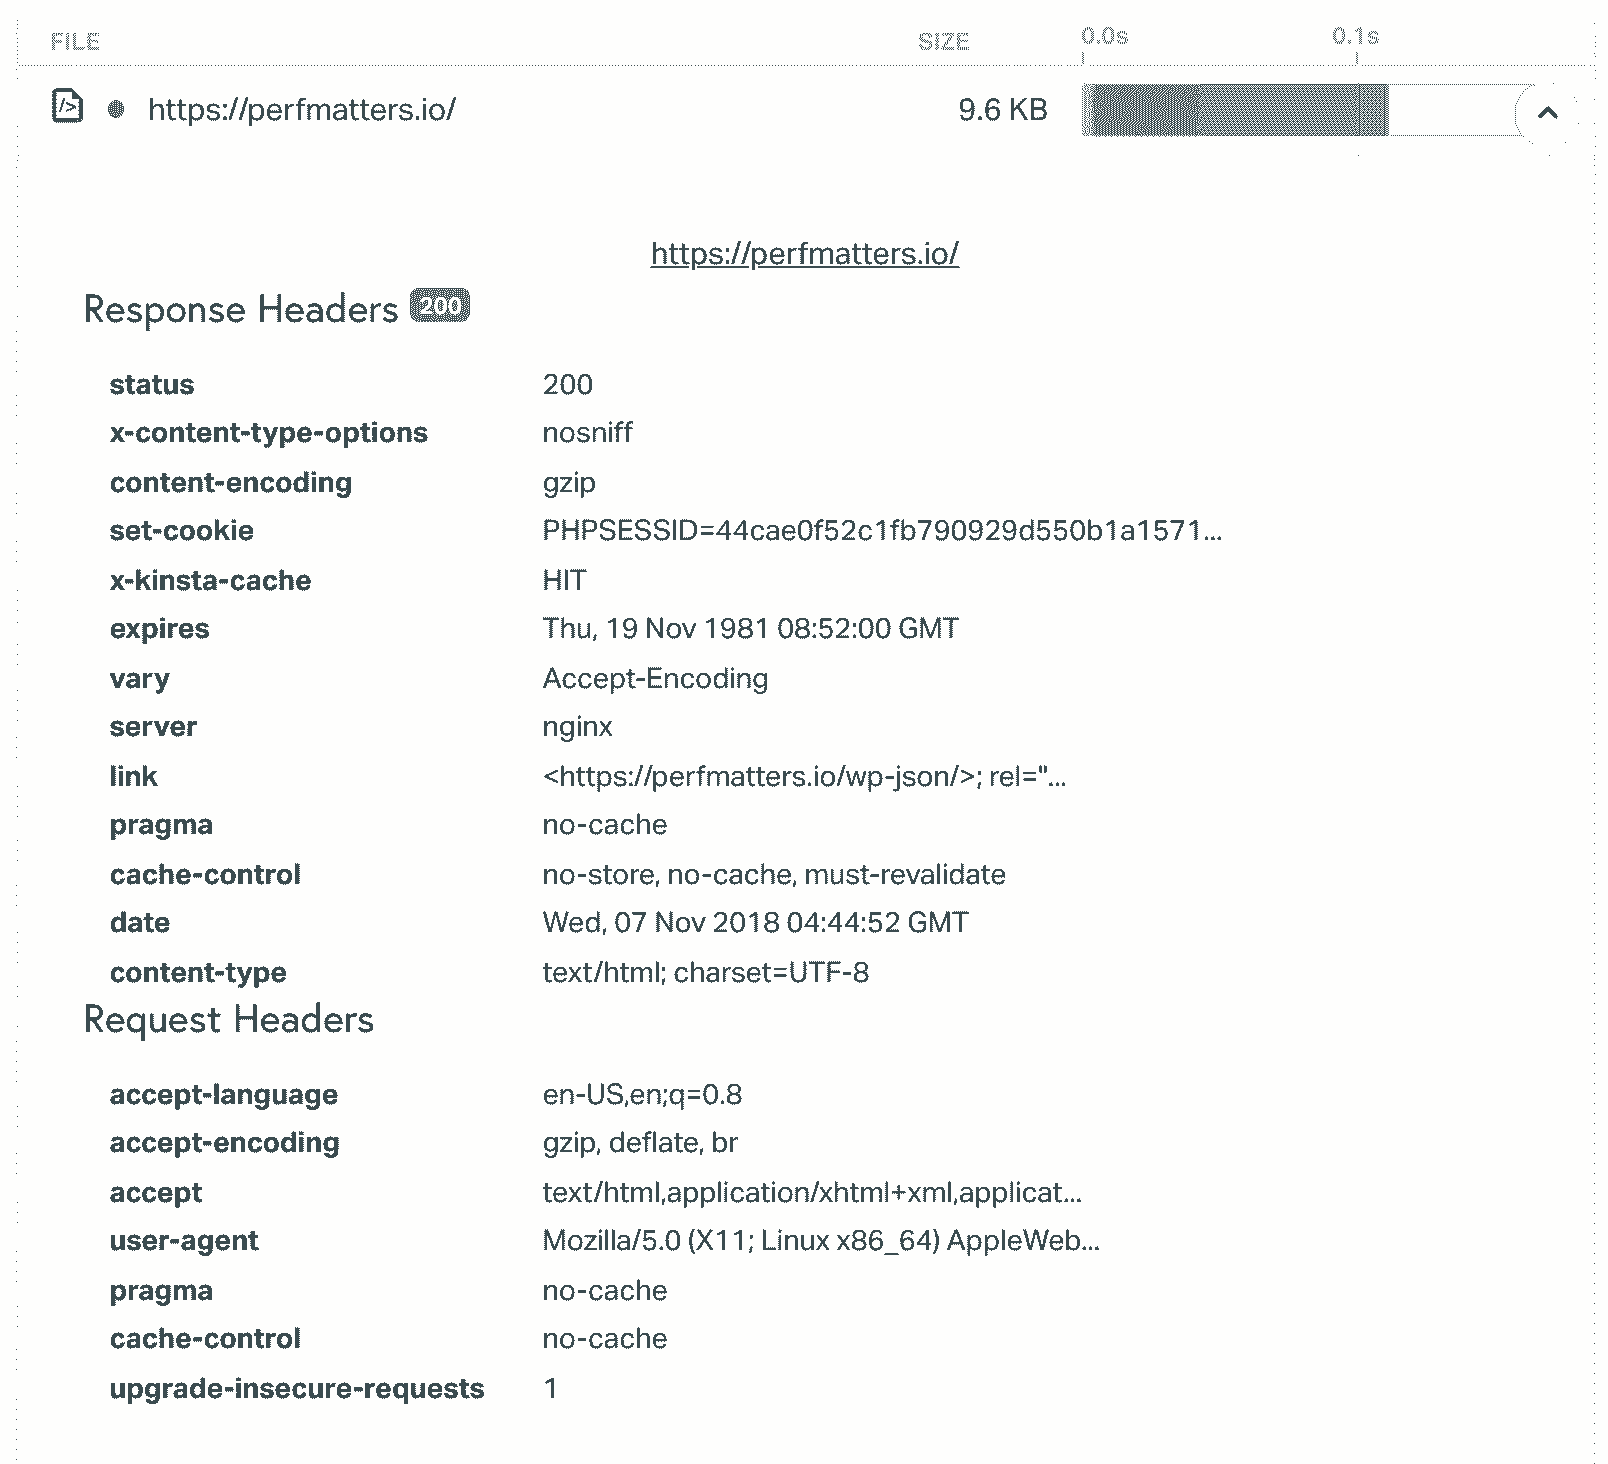 FILE SIZE 0.0s 0.1s
https://perfmatters.io/ 9.6 KB
https://perfmatters.io/
Response Headers 200
status 200
x-content-type-options nosniff
content-encoding gzip
set-cookie PHPSESSID=44cae0f52c1fb790929d550b1a1571...
x-kinsta-cache HIT
expires Thu, 19 Nov 1981 08:52:00 GMT
vary Accept-Encoding
server nginx
link <https://perfmatters.io/wp-json/>; rel="...
pragma no-cache
cache-control no-store, no-cache, must-revalidate
date Wed, 07 Nov 2018 04:44:52 GMT
content-type text/html; charset=UTF-8
Request Headers
accept-language en-US,en;q=0.8
accept-encoding gzip, deflate, br
accept text/html,application/xhtml+xml,applicat...
user-agent Mozilla/5.0 (X11; Linux x86_64) AppleWeb...
pragma no-cache
cache-control no-cache
upgrade-insecure-requests 1